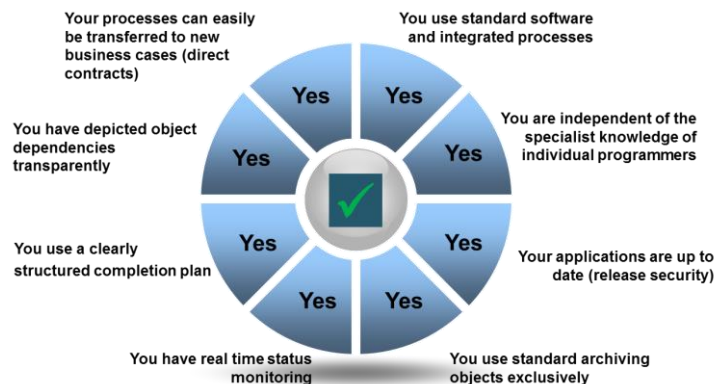 Your processes can easily
be transferred to new
business cases (direct
contracts)
You use standard software
and integrated processes
Yes
Yes
You have depicted object
dependencies
transparently
Yes
Yes
You are independent of the
specialist knowledge of
individual programmers
You use a clearly
structured completion plan
Yes
Yes
Your applications are up to
date (release security)
Yes
Yes
You have real time status
monitoring
You use standard archiving
objects exclusively